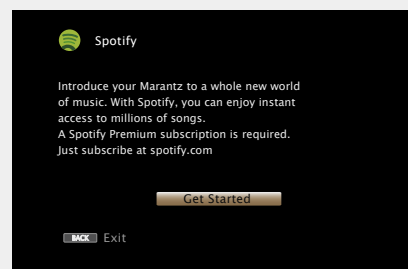 Spotify
Introduce your Marantz to a whole new world
of music. With Spotify, you can enjoy instant
access to millions of songs.
A Spotify Premium subscription is required.
Just subscribe at spotify.com
Get Started
BACK Exit